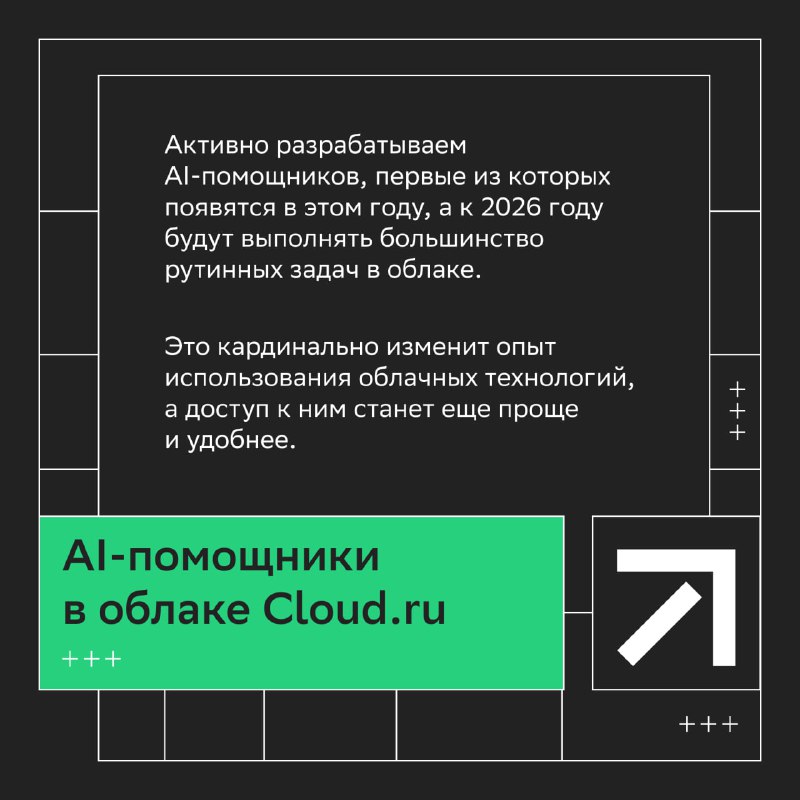 Активно разрабатываем
AI-помощников, первые из которых
появятся в этом году, а к 2026 году
будут выполнять большинство
рутинных задач в облаке.
Это кардинально изменит опыт
использования облачных технологий,
а доступ к ним станет еще проще
и удобнее.
AI-помощники
в облаке Cloud.ru